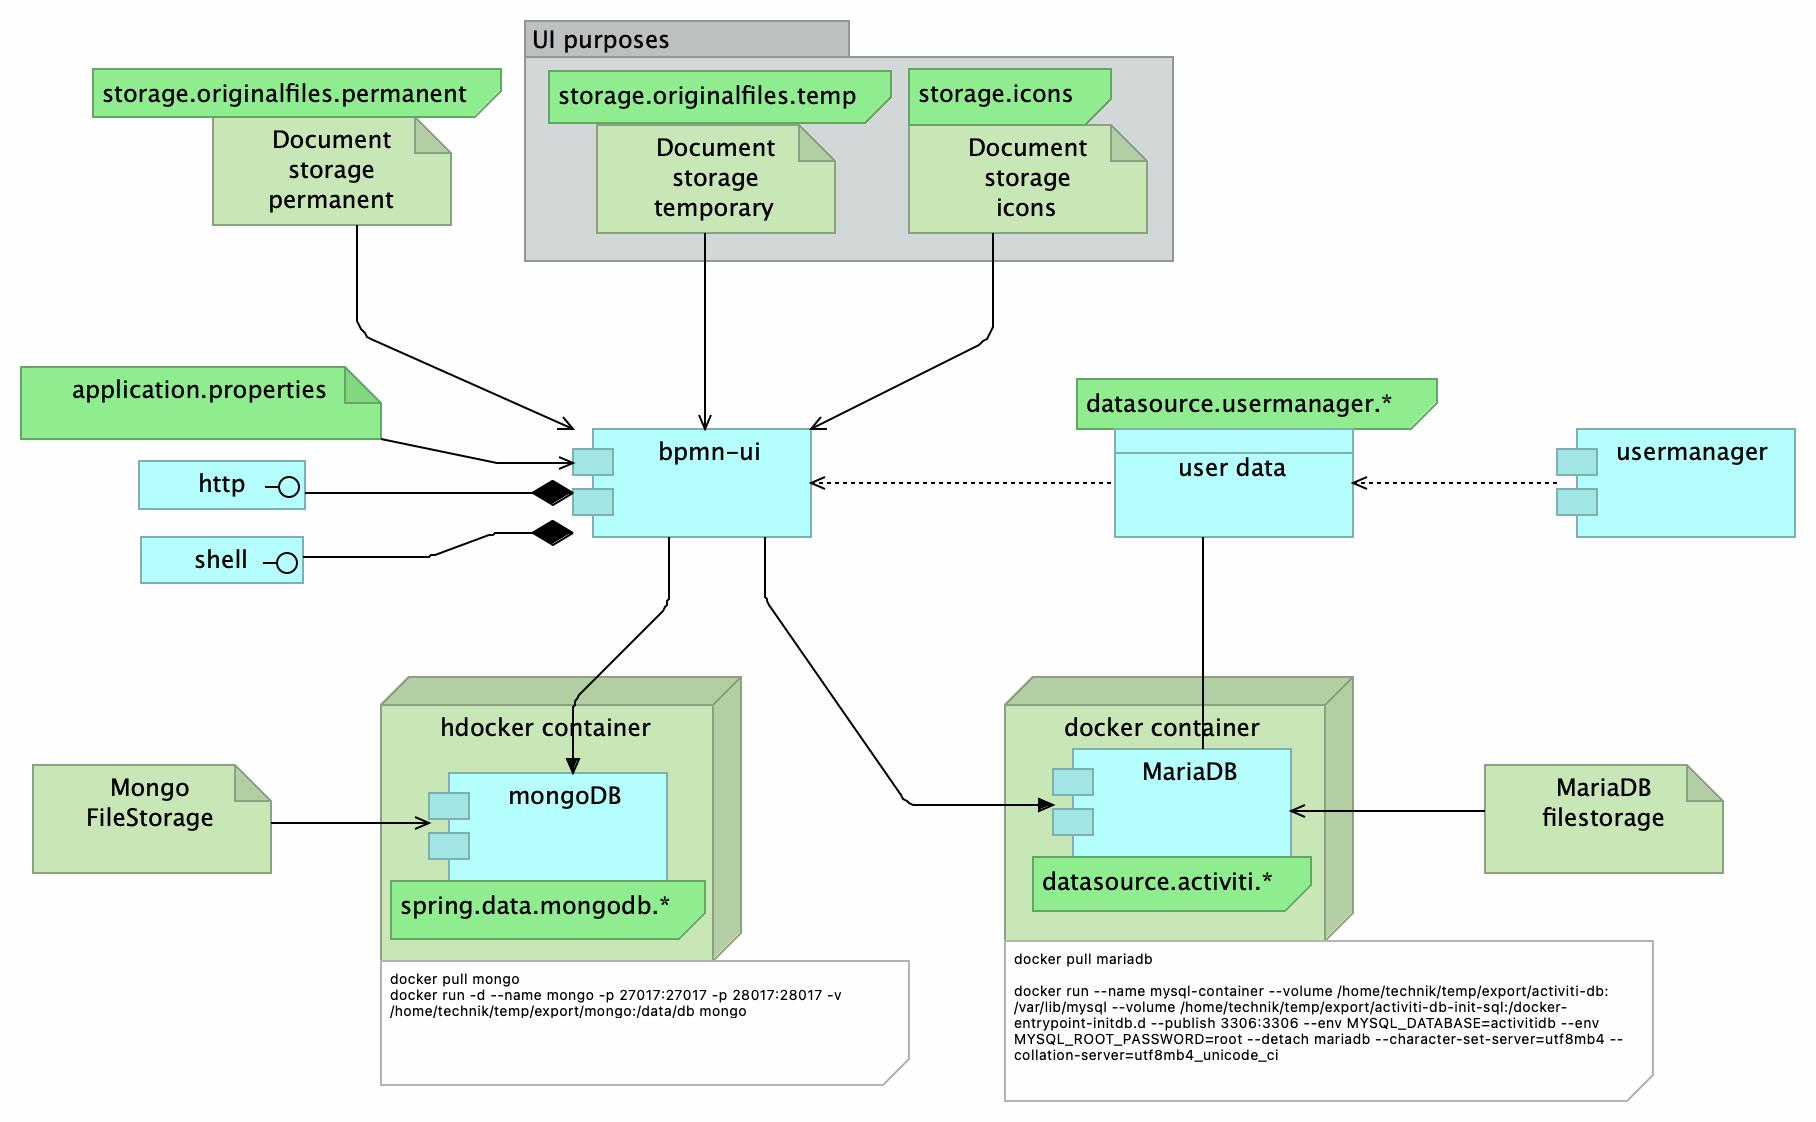 UI purposes
storage.originalfiles.permanent
storage.originalfiles.temp
storage.icons
Document
storage
permanent
Document
storage
temporary
Document
storage
icons
application.properties
datasource.usermanager.*
http
shell
bpmn-ui
user data
usermanager
hdocker container
docker container
Mongo
FileStorage
mongoDB
spring.data.mongodb.*
MariaDB
datasource.activiti.*
MariaDB
filestorage
docker pull mongo
docker run -d --name mongo -p 27017:27017 -p 28017:28017 -v
/home/technik/temp/export/mongo:/data/db mongo
docker pull mariadb
docker run --name mysql-container --volume /home/technik/temp/export/activiti-db:
/var/lib/mysql --volume /home/technik/temp/export/activiti-db-init-sql:/docker-
entrypoint-initdb.d --publish 3306:3306 --env MYSQL_DATABASE=activitidb --env
MYSQL_ROOT_PASSWORD=root --detach mariadb --character-set-server=utf8mb4 --
collation-server=utf8mb4_unicode_ci